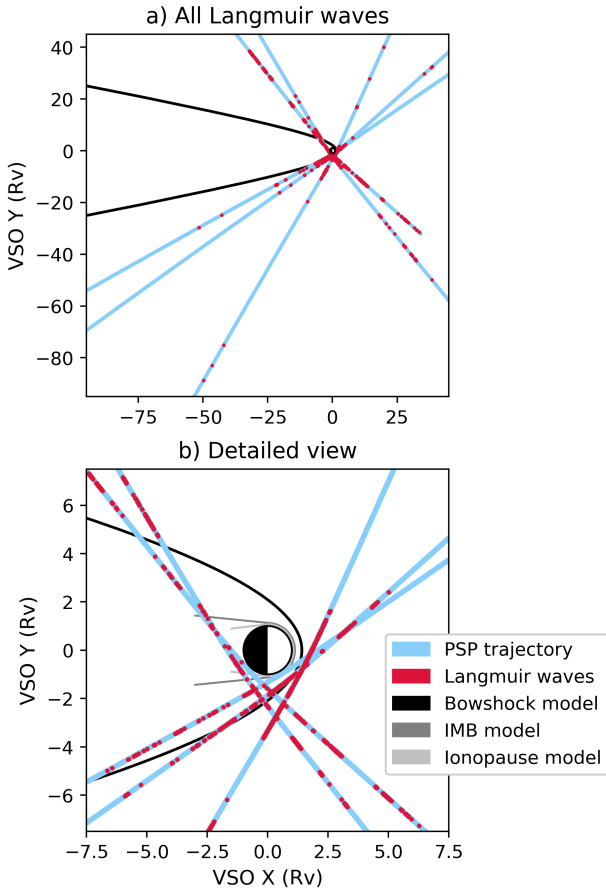 a) All Langmuir waves
VSO Y (Rv)
40
20
0
−20
−40
−60
−80
−75 −50 −25 0 25
b) Detailed view
VSO Y (Rv)
6
4
2
0
−2
−4
−6
PSP trajectory
Langmuir waves
Bowshock model
IMB model
Ionopause model
−7.5 −5.0 −2.5 0.0 2.5 5.0 7.5
VSO X (Rv)